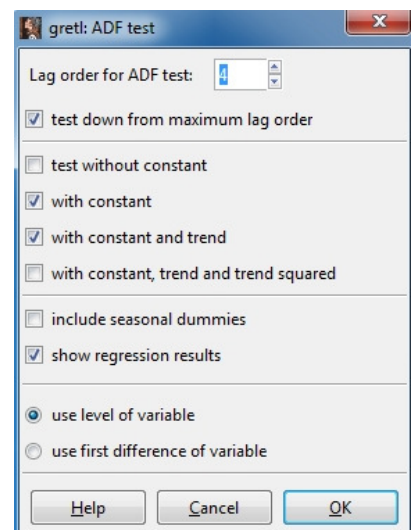 gretl: ADF test
Lag order for ADF test: 4
test down from maximum lag order
test without constant
with constant
with constant and trend
with constant, trend and trend squared
include seasonal dummies
show regression results
use level of variable
use first difference of variable
Help Cancel OK